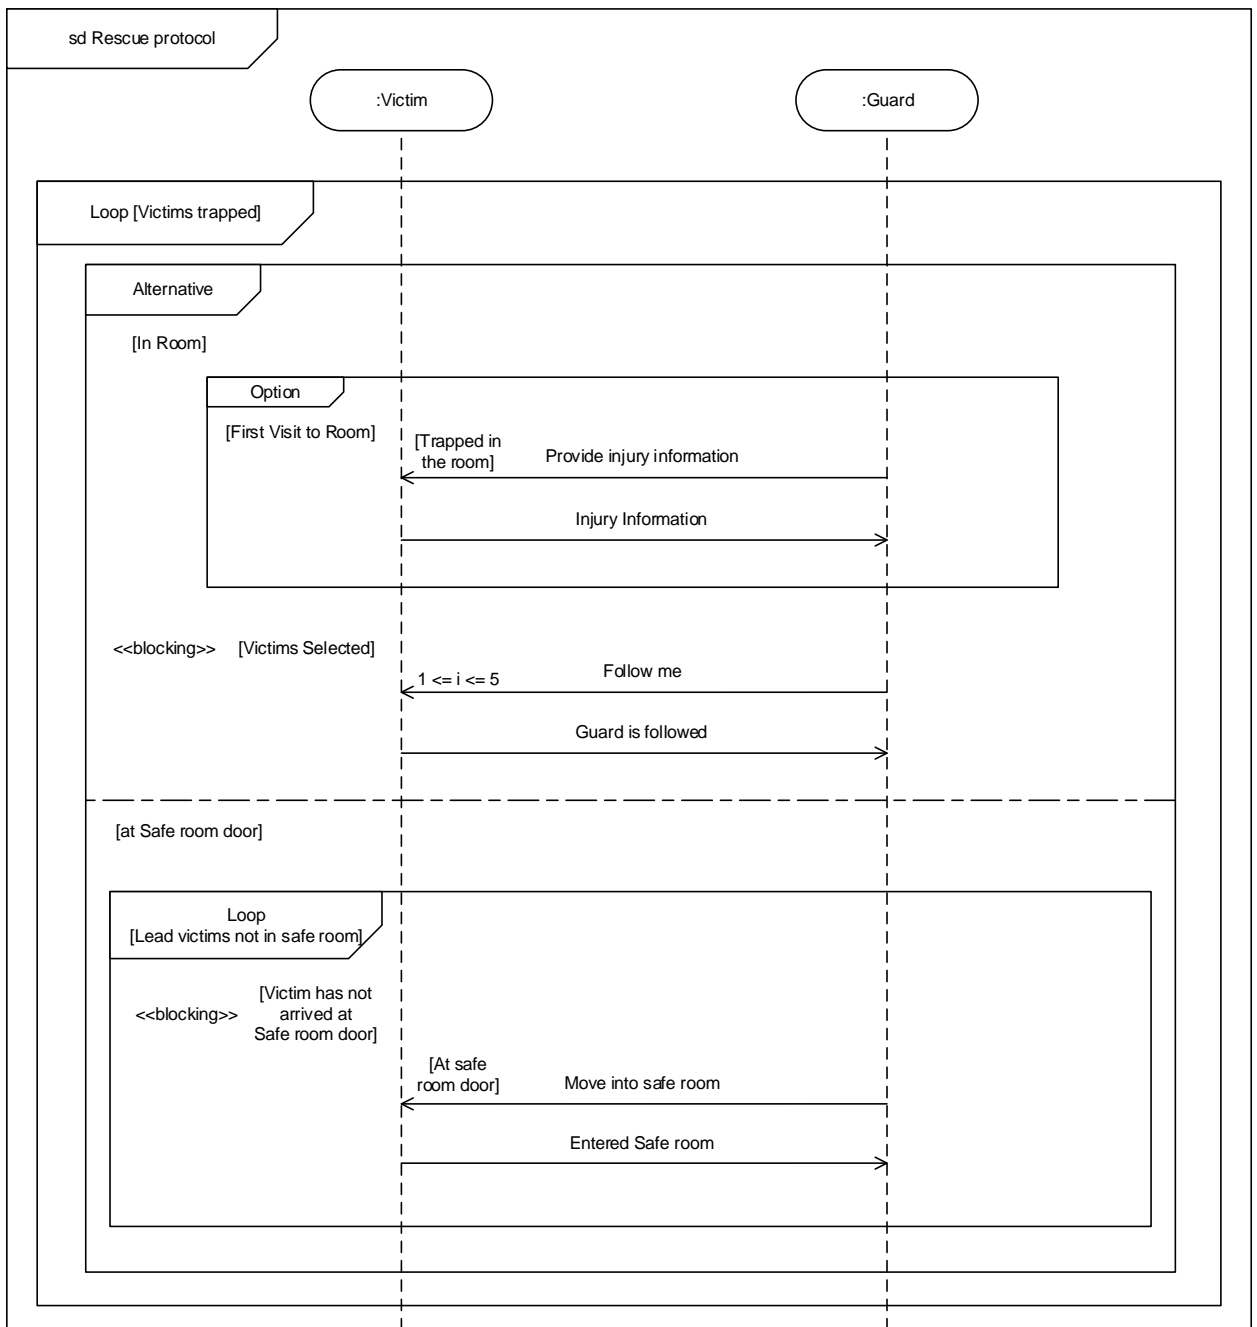 sd Rescue protocol
:Victim
:Guard
Loop [Victims trapped]
Alternative
[In Room]
Option
[First Visit to Room]
[Trapped in
the room]
Provide injury information
Injury Information
<<blocking>>
[Victims Selected]
Follow me
1 <= i <= 5
Guard is followed
[at Safe room door]
Loop
[Lead victims not in safe room]
<<blocking>>
[Victim has not
arrived at
Safe room door]
[At safe
room door]
Move into safe room
Entered Safe room